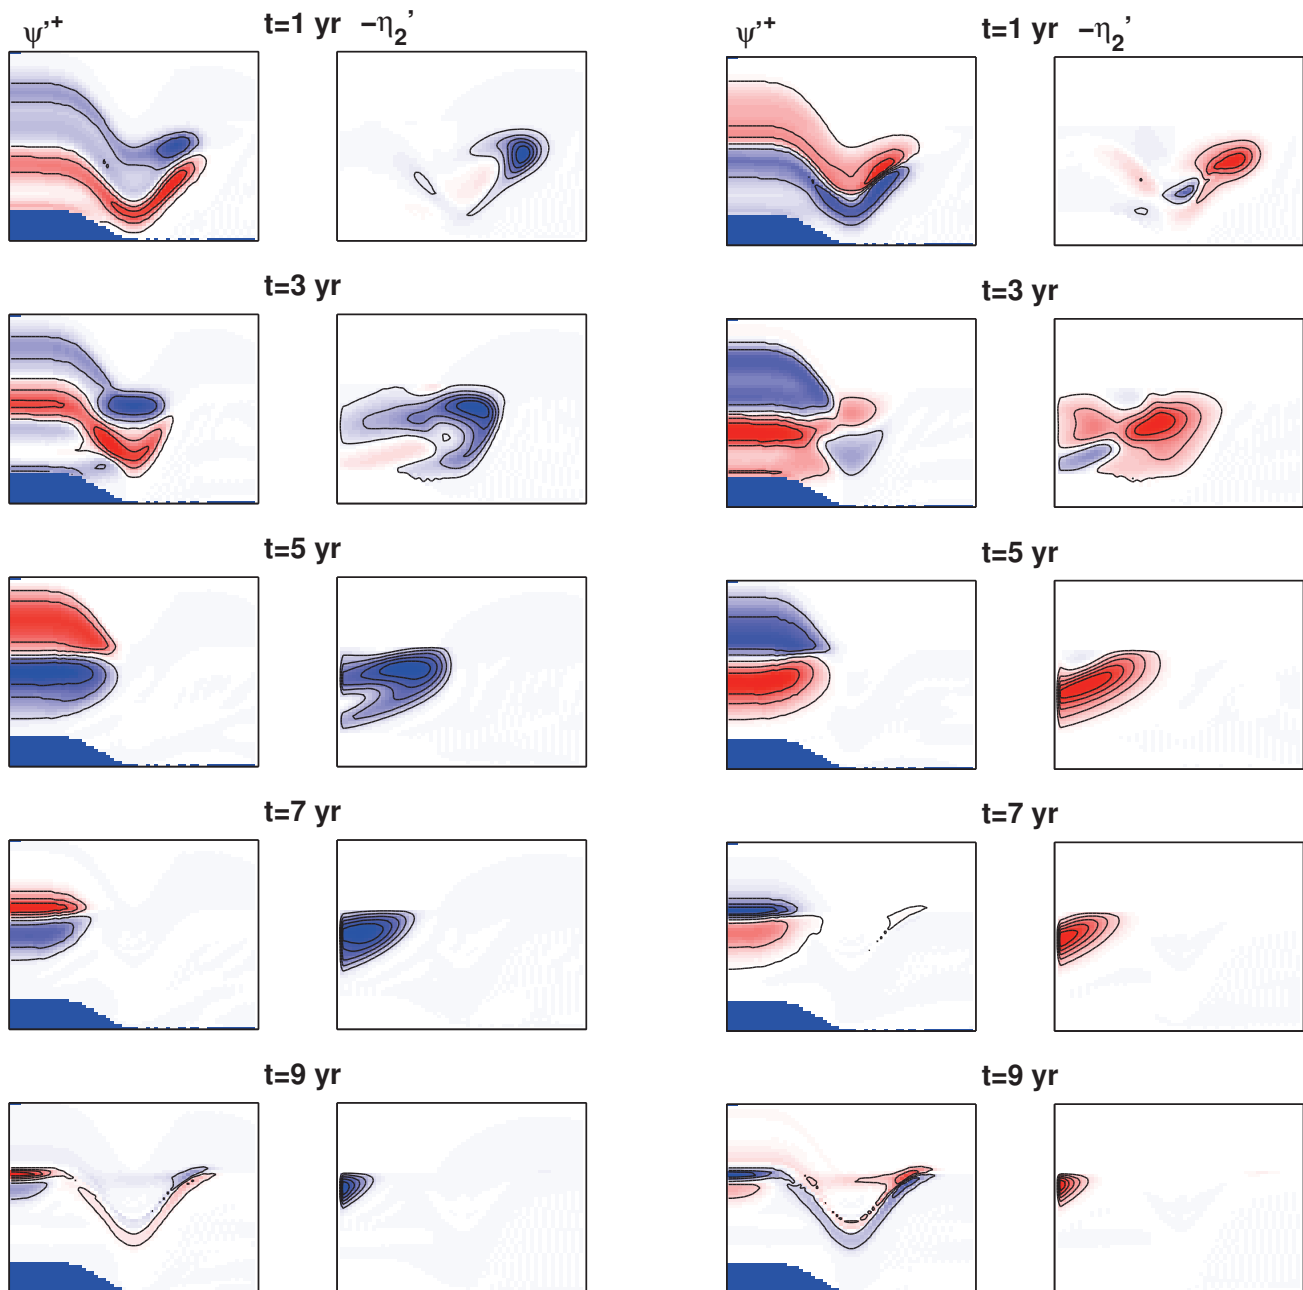 ψ'⁺ t=1 yr −η₂' ψ'⁺ t=1 yr −η₂'
t=3 yr t=3 yr
t=5 yr t=5 yr
t=7 yr t=7 yr
t=9 yr t=9 yr